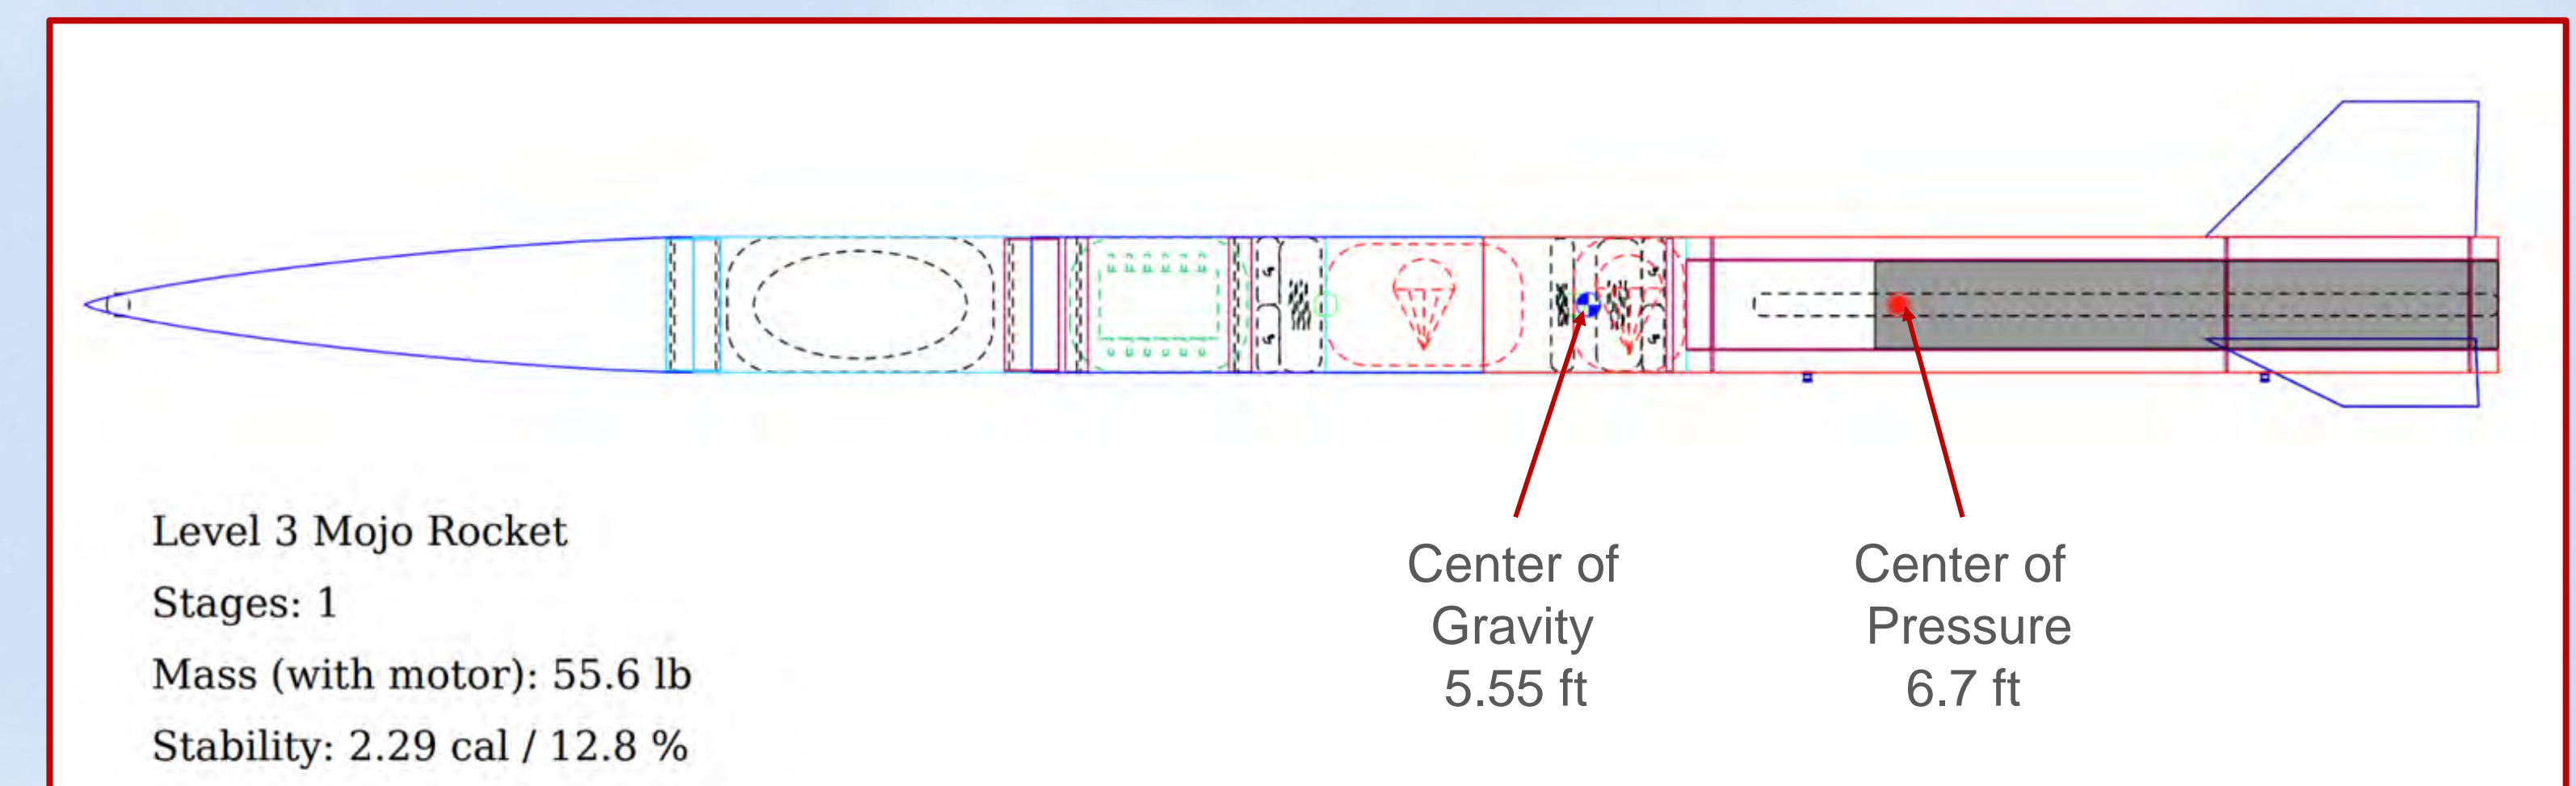 Level 3 Mojo Rocket
Stages: 1
Mass (with motor): 55.6 lb
Stability: 2.29 cal / 12.8 %
Center of
Gravity
5.55 ft
Center of
Pressure
6.7 ft